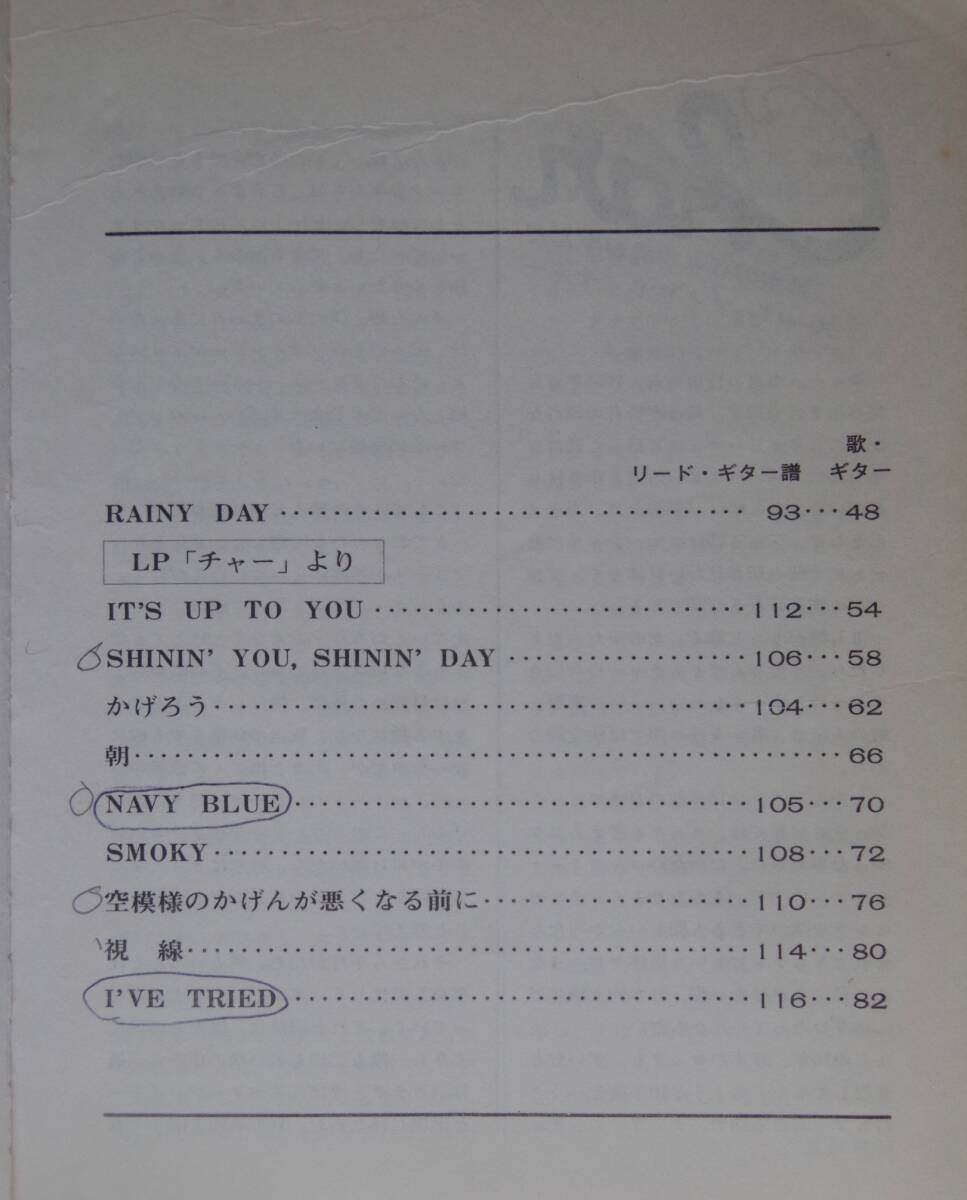 歌・
リード・ギター譜 ギター
RAINY DAY ・・・・・・・・・・ 93・・・48
LP「チャー」より
IT'S UP TO YOU ・・・・・・・・・・ 112・・・54
SHININ' YOU, SHININ' DAY ・・・・・・・・・・ 106・・・58
かげろう ・・・・・・・・・・ 104・・・62
朝 ・・・・・・・・・・ 66
NAVY BLUE ・・・・・・・・・・ 105・・・70
SMOKY ・・・・・・・・・・ 108・・・72
空模様のかげんが悪くなる前に ・・・・・・・・・・ 110・・・76
視 線 ・・・・・・・・・・ 114・・・80
I'VE TRIED ・・・・・・・・・・ 116・・・82